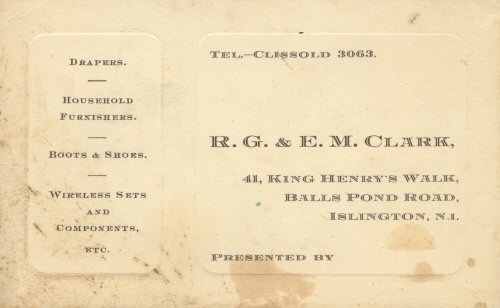 Drapers.
Household
Furnishers.
Boots & Shoes.
Wireless Sets
and
Components,
etc.
Tel.—Clissold 3063.
R. G. & E. M. Clark,
41, King Henry's Walk,
Balls Pond Road,
Islington, N.1.
Presented by